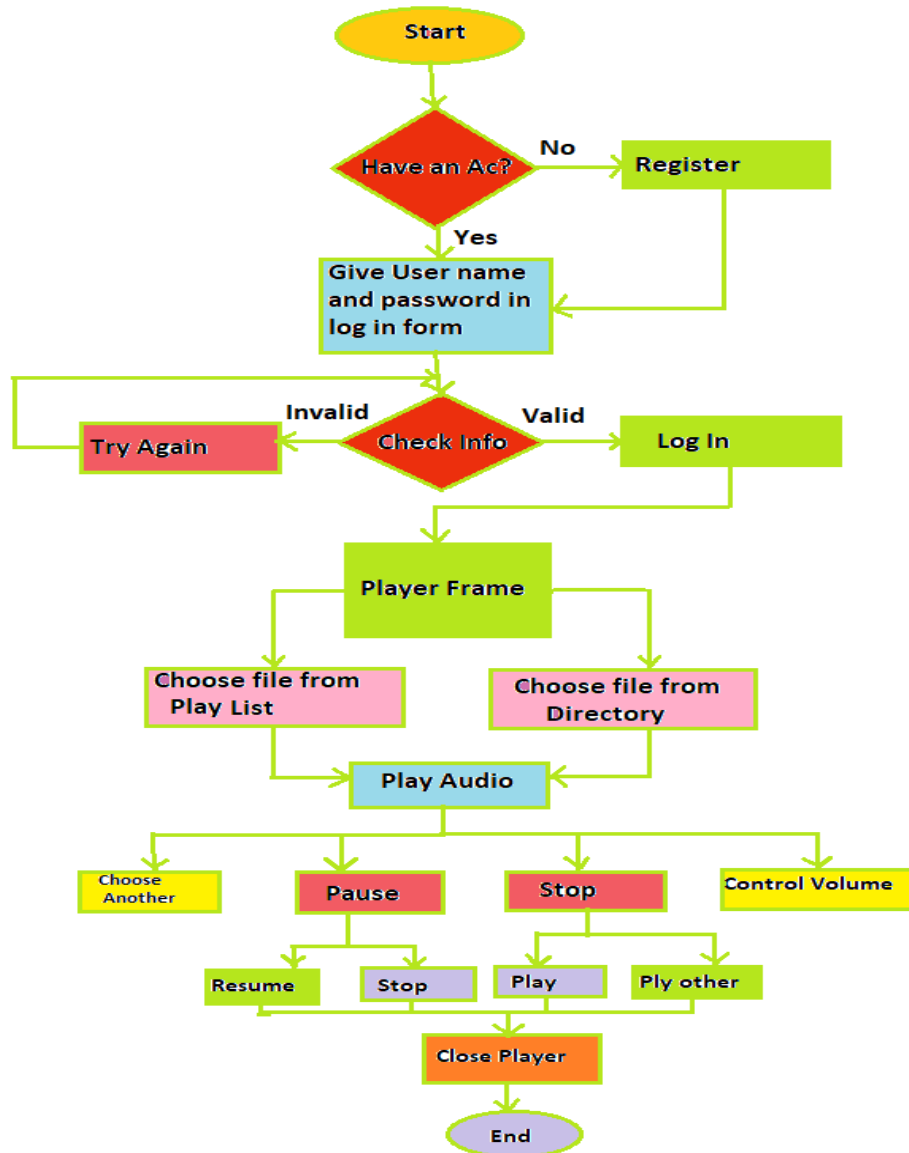 Start
Have an Ac?
No
Register
Yes
Give User name
and password in
log in form
Invalid
Valid
Try Again
Check Info
Log In
Player Frame
Choose file from
Play List
Choose file from
Directory
Play Audio
Choose
Another
Pause
Stop
Control Volume
Resume
Stop
Play
Ply other
Close Player
End